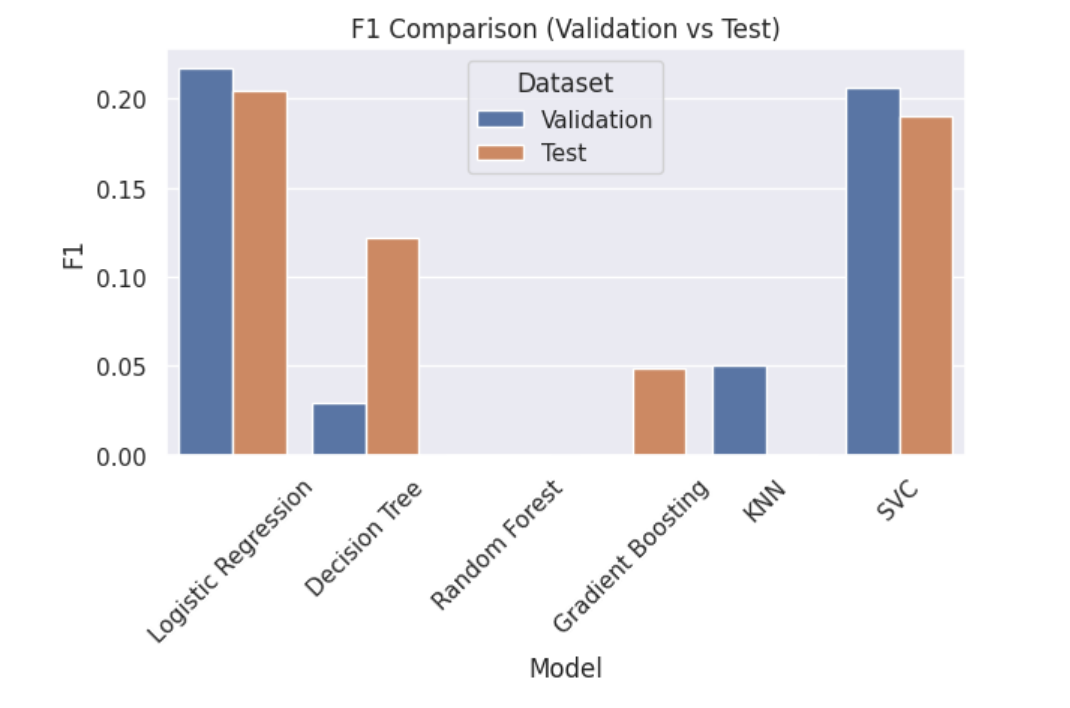 F1 Comparison (Validation vs Test)
Dataset
Validation
Test
0.20
0.15
0.10
0.05
0.00
F1
Logistic Regression
Decision Tree
Random Forest
Gradient Boosting
KNN
SVC
Model